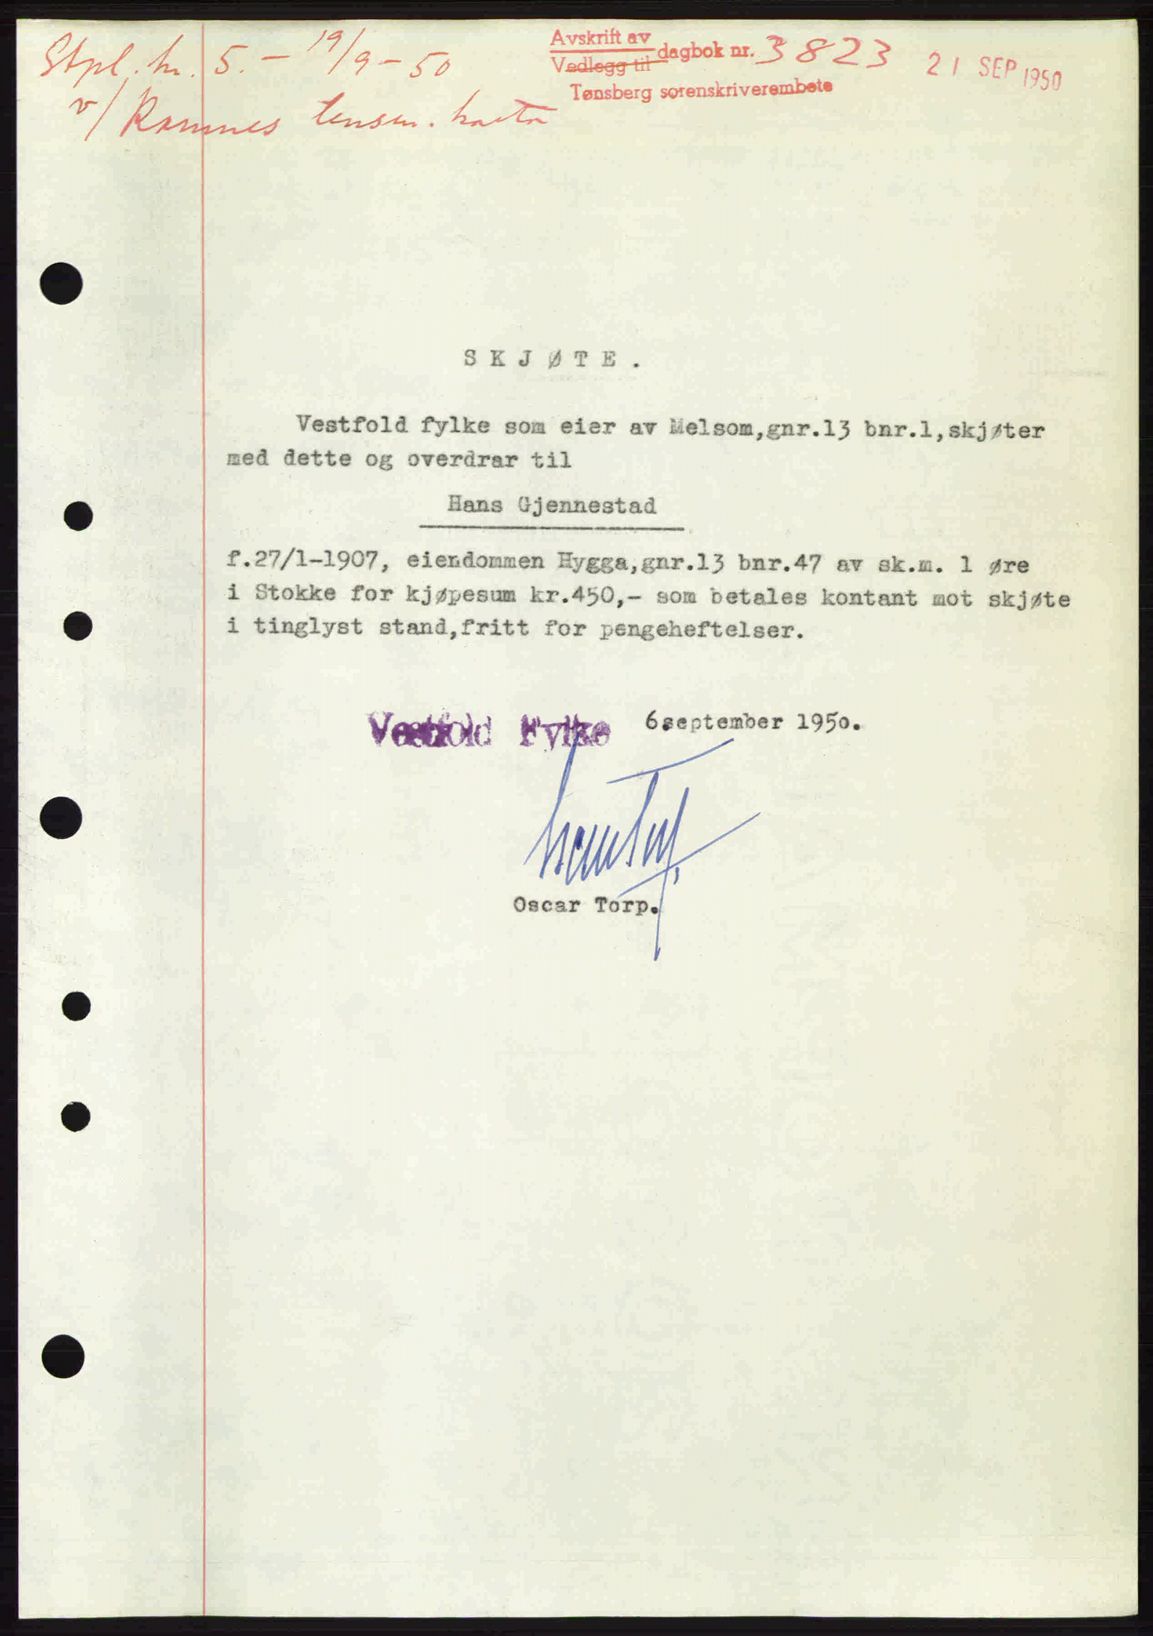 Stpl. kr. 5.- 19/9-50
v/ Ramnes
Avskrift av
Vedlegg til dagbok nr. 3823 21 SEP 1950
Tønsberg sorenskriverembete
SKJØTE.
Vestfold fylke som eier av Melsom,gnr.13 bnr.1,skjøter
med dette og overdrar til
Hans Gjennestad
f.27/1-1907, eiendommen Hygga,gnr.13 bnr.47 av sk.m. 1 øre
i Stokke for kjøpesum kr.450,- som betales kontant mot skjøte
i tinglyst stand,fritt for pengeheftelser.
Vestfold Fylke 6september 1950.
Oscar Torp.